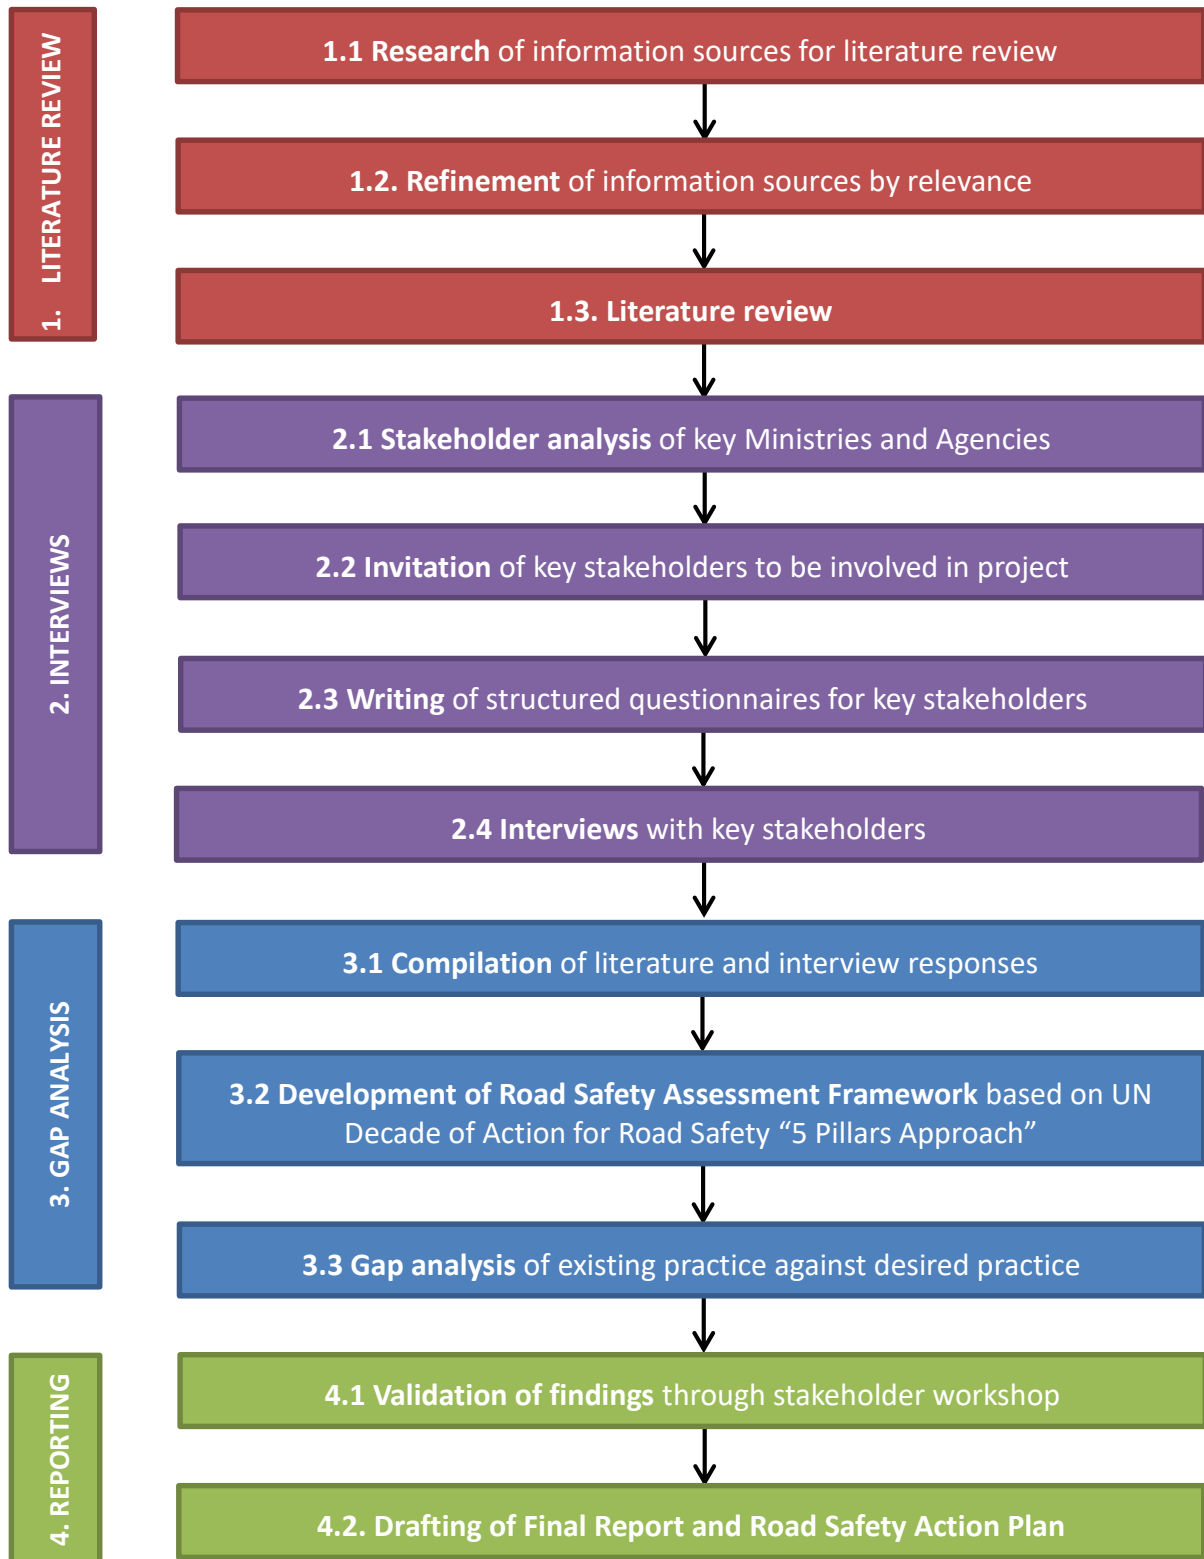 1. LITERATURE REVIEW
1.1 Research of information sources for literature review
1.2. Refinement of information sources by relevance
1.3. Literature review
2. INTERVIEWS
2.1 Stakeholder analysis of key Ministries and Agencies
2.2 Invitation of key stakeholders to be involved in project
2.3 Writing of structured questionnaires for key stakeholders
2.4 Interviews with key stakeholders
3. GAP ANALYSIS
3.1 Compilation of literature and interview responses
3.2 Development of Road Safety Assessment Framework based on UN
Decade of Action for Road Safety “5 Pillars Approach”
3.3 Gap analysis of existing practice against desired practice
4. REPORTING
4.1 Validation of findings through stakeholder workshop
4.2. Drafting of Final Report and Road Safety Action Plan